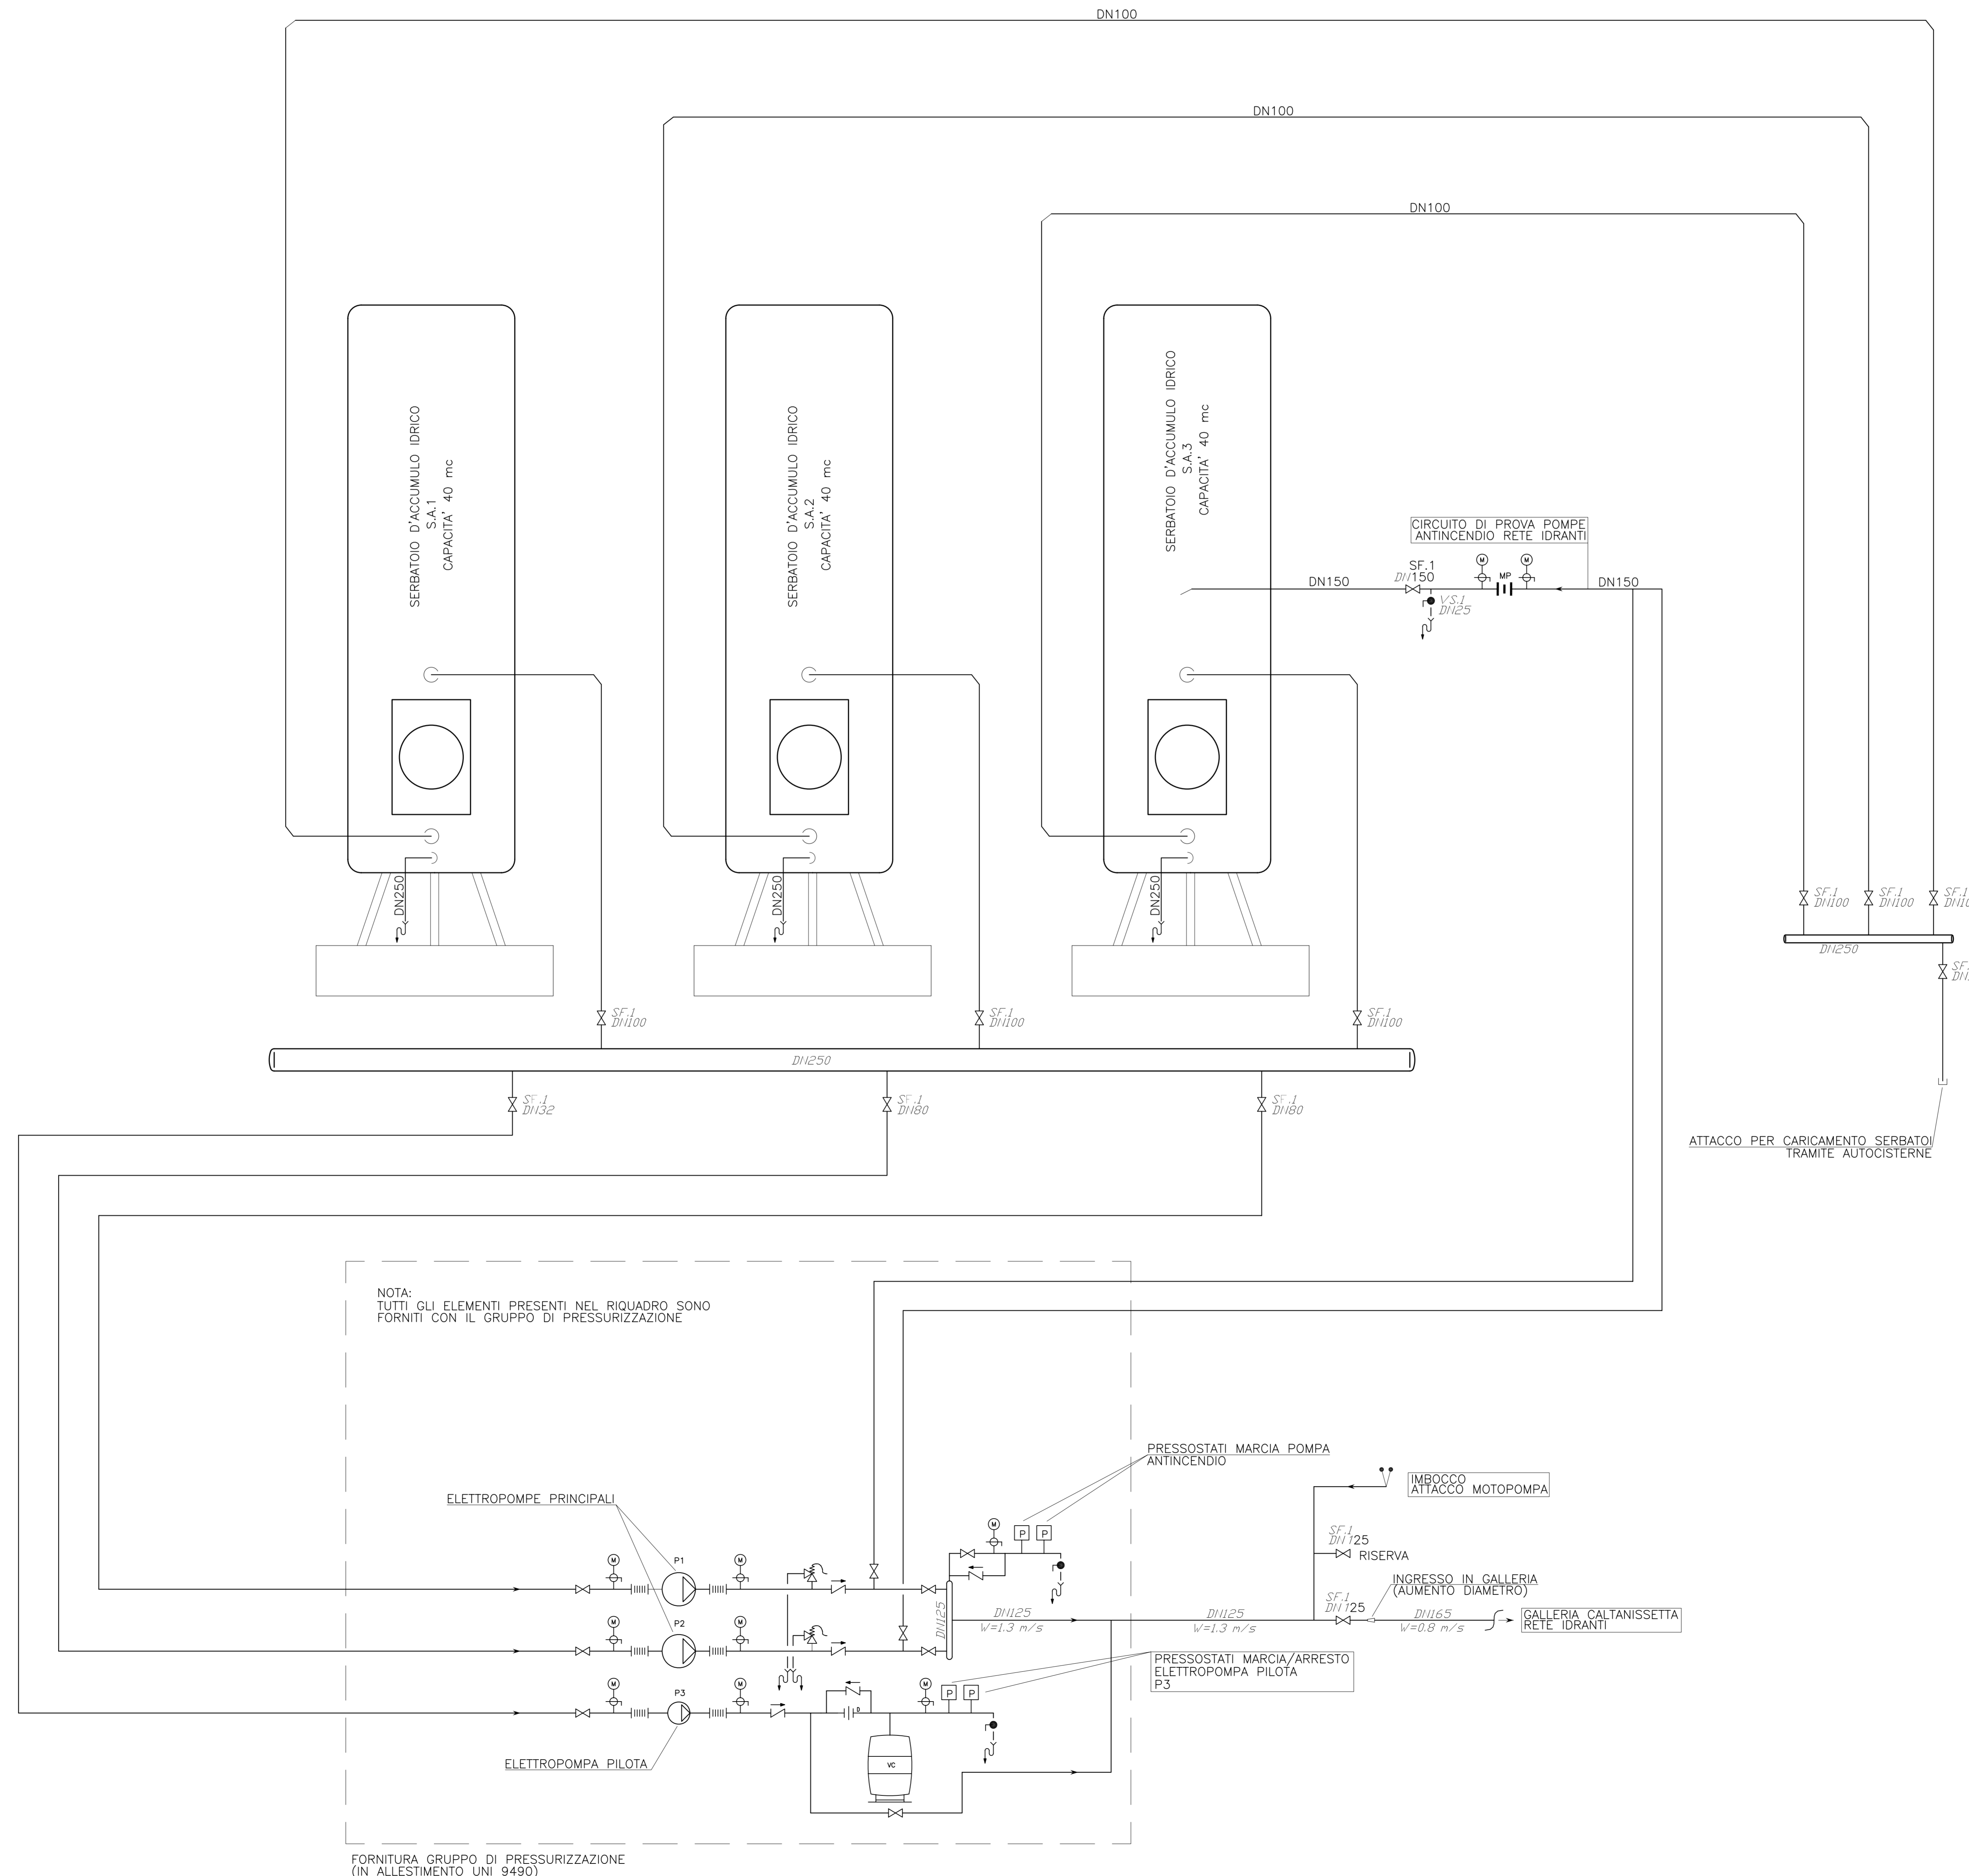 DN100
DN100
DN100
SERBATOIO D'ACCUMULO IDRICO
S.A.1
CAPACITA' 40 mc
SERBATOIO D'ACCUMULO IDRICO
S.A.2
CAPACITA' 40 mc
SERBATOIO D'ACCUMULO IDRICO
S.A.3
CAPACITA' 40 mc
CIRCUITO DI PROVA POMPE
ANTINCENDIO RETE IDRANTI
M
M
SF.1
DN150
MP
DN150
DN150
VS.1
DN25
DN250
DN250
DN250
SF.1
DN100
SF.1
DN100
SF.1
DN250
SF.1
DN100
SF.1
DN100
SF.1
DN100
DN250
SF.1
DN32
SF.1
DN80
SF.1
DN80
ATTACCO PER CARICAMENTO SERBATOI
TRAMITE AUTOCISTERNE
NOTA:
TUTTI GLI ELEMENTI PRESENTI NEL RIQUADRO SONO
FORNITI CON IL GRUPPO DI PRESSURIZZAZIONE
PRESSOSTATI MARCIA POMPA
ANTINCENDIO
IMBOCCO
ATTACCO MOTOPOMPA
ELETTROPOMPE PRINCIPALI
M
P
P
SF.1
DN125
RISERVA
M
P1
M
INGRESSO IN GALLERIA
(AUMENTO DIAMETRO)
DN125
DN125
W=1.3 m/s
DN125
W=1.3 m/s
SF.1
DN125
DN165
W=0.8 m/s
GALLERIA CALTANISSETTA
RETE IDRANTI
M
P2
M
PRESSOSTATI MARCIA/ARRESTO
ELETTROPOMPA PILOTA
P3
M
P3
M
M
P
P
D
VC
ELETTROPOMPA PILOTA
FORNITURA GRUPPO DI PRESSURIZZAZIONE
(IN ALLESTIMENTO UNI 9490)